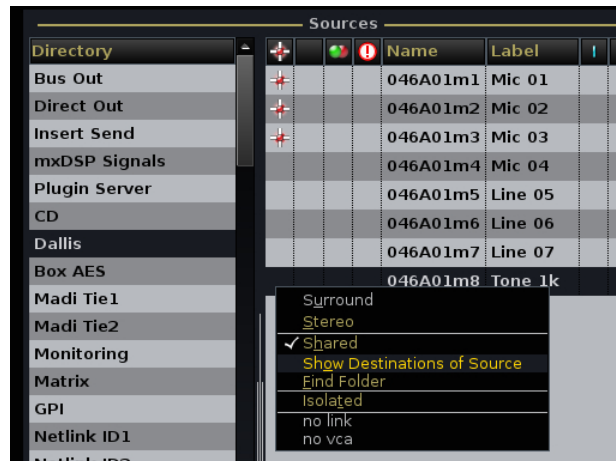 Sources
Directory
Bus Out
Direct Out
Insert Send
mxDSP Signals
Plugin Server
CD
Dallis
Box AES
Madi Tie1
Madi Tie2
Monitoring
Matrix
GPI
Netlink ID1
Name Label
046A01m1 Mic 01
046A01m2 Mic 02
046A01m3 Mic 03
046A01m4 Mic 04
046A01m5 Line 05
046A01m6 Line 06
046A01m7 Line 07
046A01m8 Tone 1k
Surround
Stereo
Shared
Show Destinations of Source
Find Folder
Isolated
no link
no vca